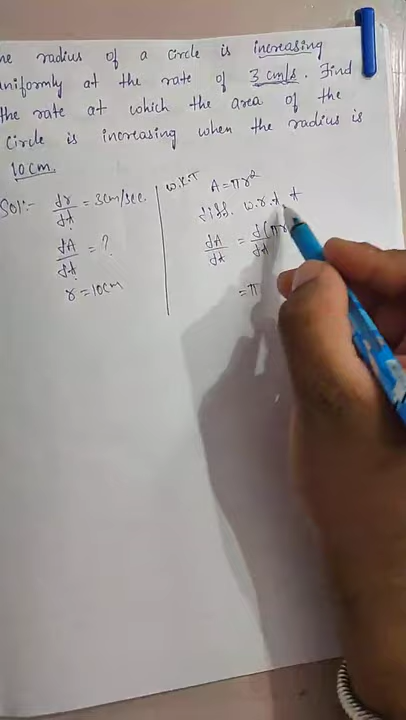 he radius of a circle is increasing
uniformly at the rate of 3 cm/s. Find
the rate at which the area of the
circle is increasing when the radius is
10cm.
Sol:- dr/dt = 3cm/sec.
dA/dt = ?
r = 10cm
W.K.T A = πr²
diff. w.r.t t
dA/dt = d(πr
dt
= π